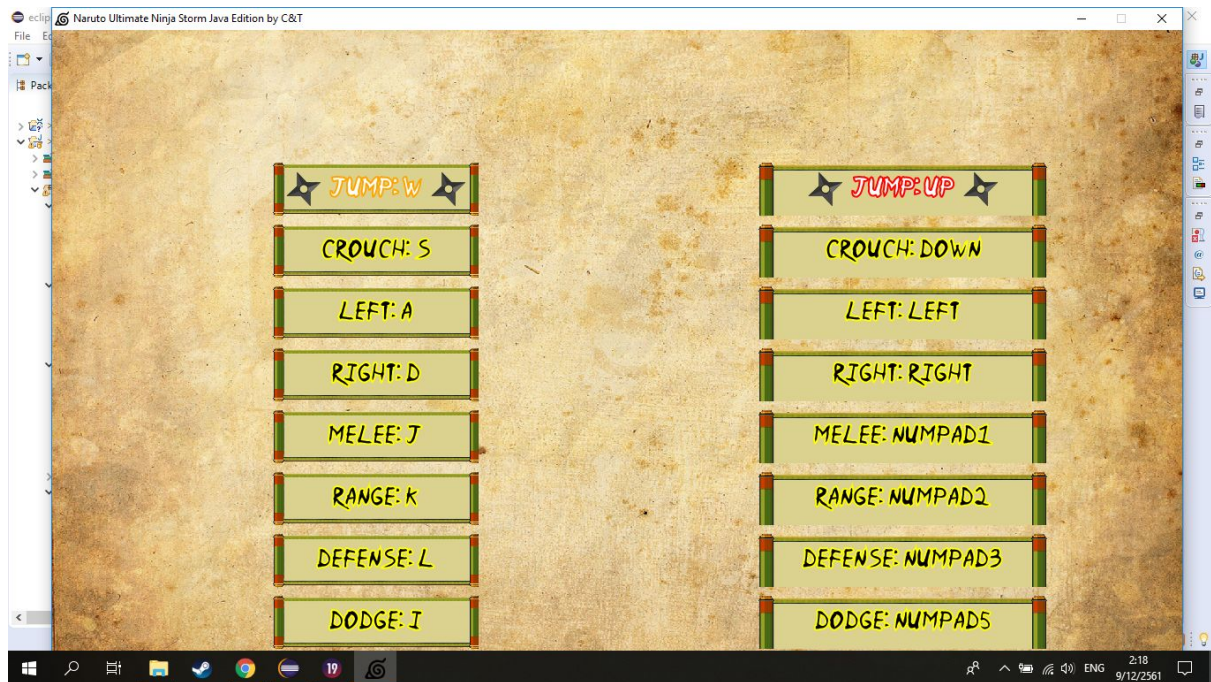 eclip
Naruto Ultimate Ninja Storm Java Edition by C&T
File Ed
Pack
JUMP: W
CROUCH: S
LEFT: A
RIGHT: D
MELEE: J
RANGE: K
DEFENSE: L
DODGE: I
JUMP: UP
CROUCH: DOWN
LEFT: LEFT
RIGHT: RIGHT
MELEE: NUMPAD1
RANGE: NUMPAD2
DEFENSE: NUMPAD3
DODGE: NUMPAD5
19
ENG
2:18
9/12/2561